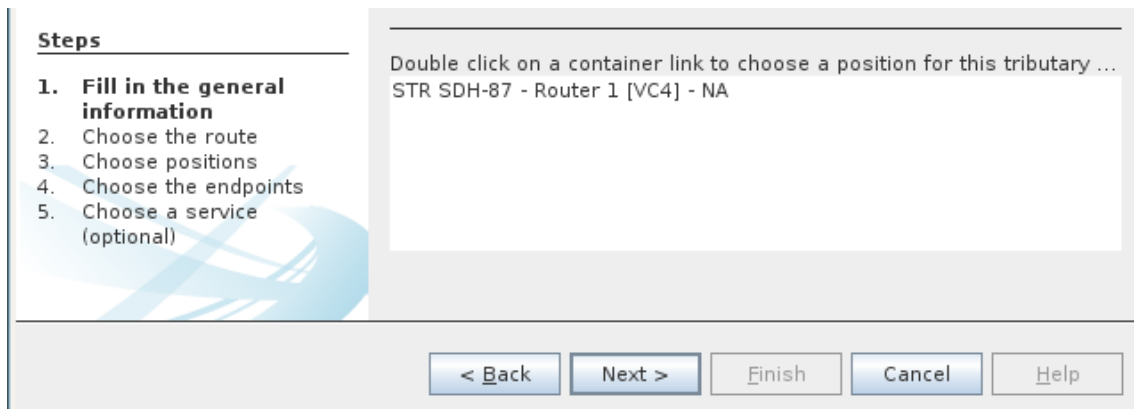 Steps
1. Fill in the general
information
2. Choose the route
3. Choose positions
4. Choose the endpoints
5. Choose a service
(optional)
Double click on a container link to choose a position for this tributary ...
STR SDH-87 - Router 1 [VC4] - NA
< Back
Next >
Finish
Cancel
Help